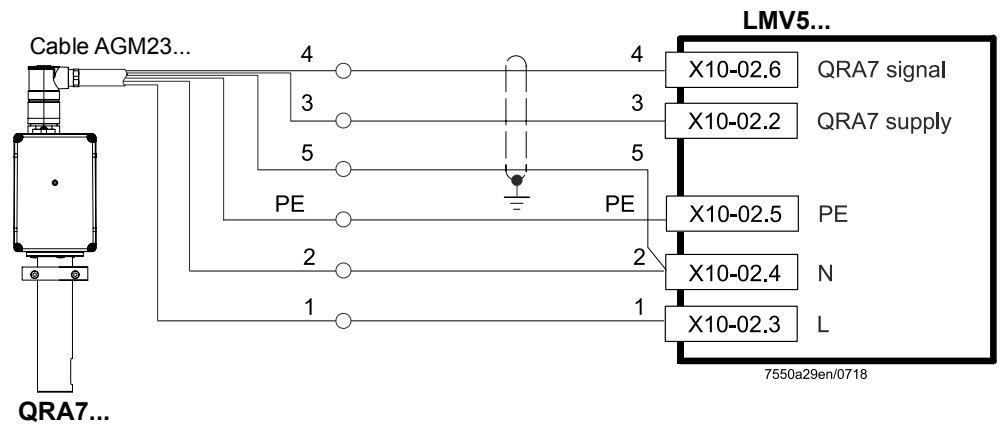 LMV5...
Cable AGM23...
4 4 X10-02.6 QRA7 signal
3 3 X10-02.2 QRA7 supply
5 5
PE PE X10-02.5 PE
2 2 X10-02.4 N
1 1 X10-02.3 L
7550a29en/0718
QRA7...